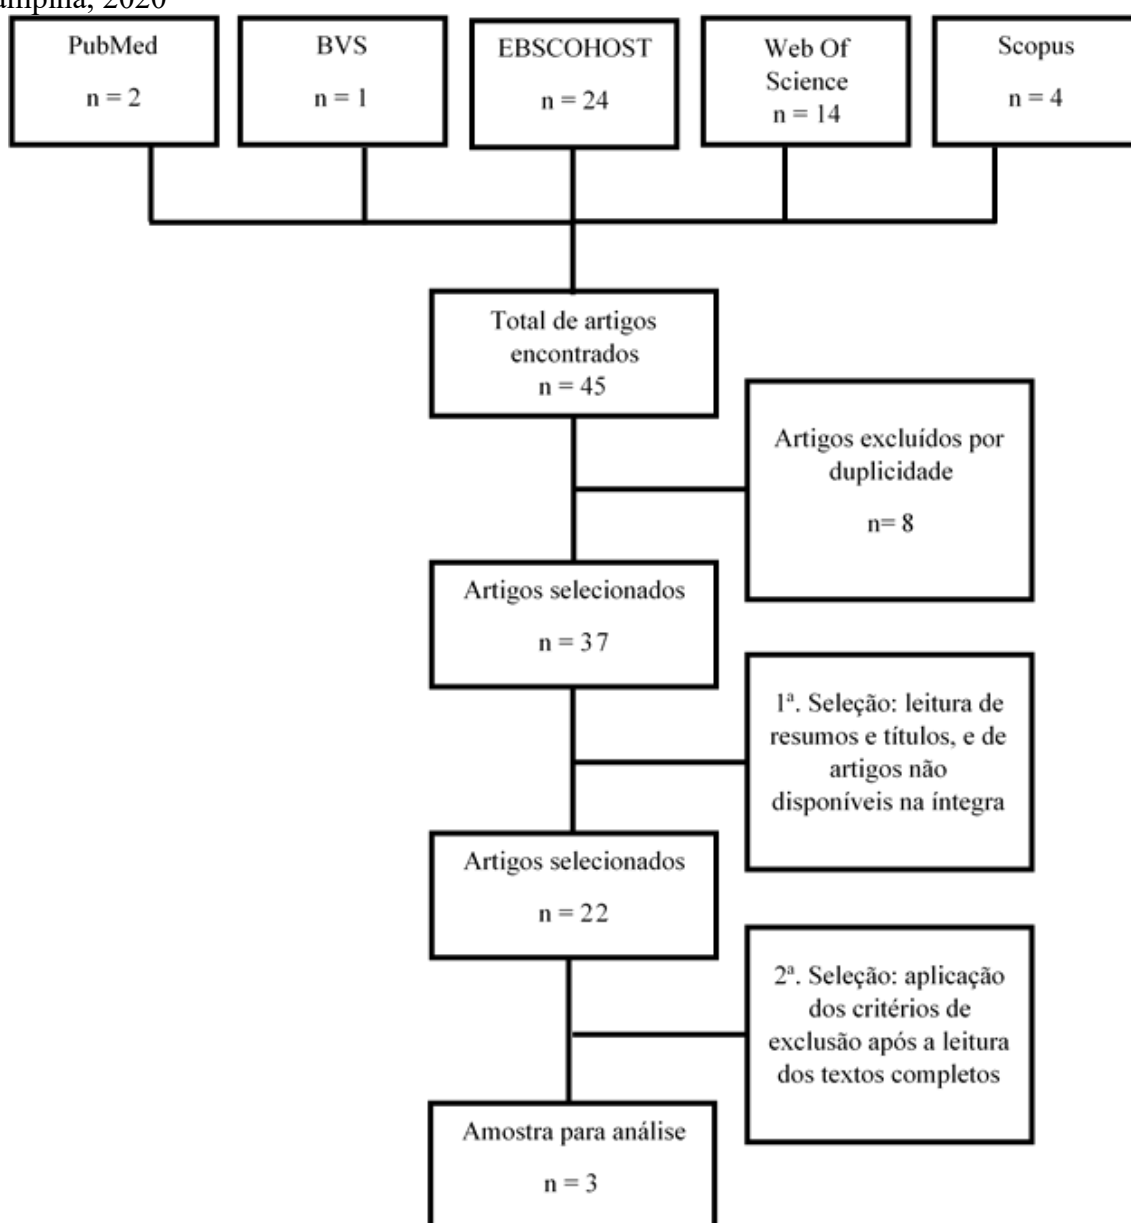 2020
PubMed
n = 2
BVS
n = 1
EBSCOHOST
n = 24
Web Of
Science
n = 14
Scopus
n = 4
Total de artigos
encontrados
n = 45
Artigos excluídos por
duplicidade
n= 8
Artigos selecionados
n = 37
1ª. Seleção: leitura de
resumos e títulos, e de
artigos não
disponíveis na íntegra
Artigos selecionados
n = 22
2ª. Seleção: aplicação
dos critérios de
exclusão após a leitura
dos textos completos
Amostra para análise
n = 3